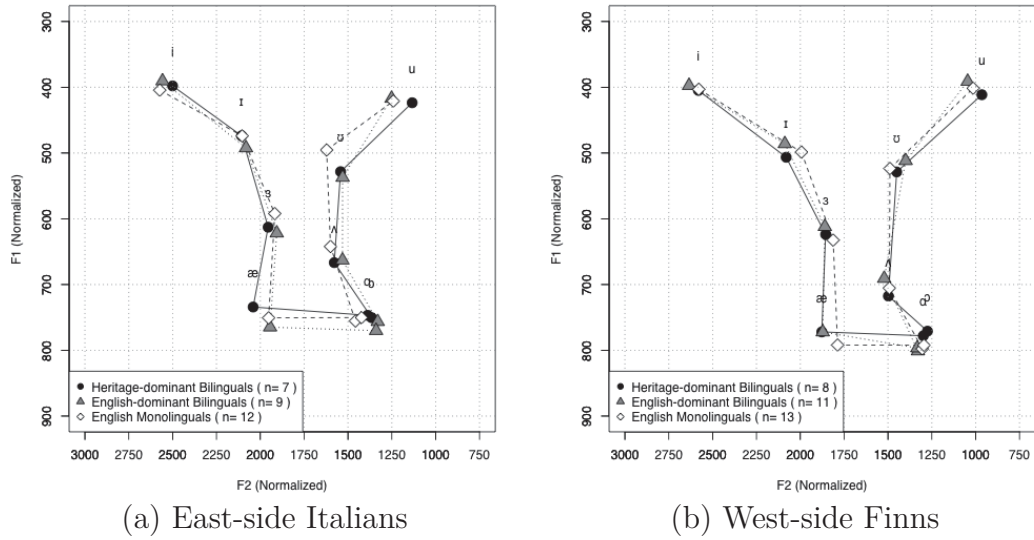 300
400
500
600
700
800
900
F1 (Normalized)
i
u
ɪ
ʊ
ɜ
ʌ
æ
ɑ ɒ
Heritage-dominant Bilinguals ( n= 7 )
English-dominant Bilinguals ( n= 9 )
English Monolinguals ( n= 12 )
3000 2750 2500 2250 2000 1750 1500 1250 1000 750
F2 (Normalized)
(a) East-side Italians
300
400
500
600
700
800
900
F1 (Normalized)
i
u
ɪ
ʊ
ɜ
ʌ
æ
ɑ ɔ
Heritage-dominant Bilinguals ( n= 8 )
English-dominant Bilinguals ( n= 11 )
English Monolinguals ( n= 13 )
3000 2750 2500 2250 2000 1750 1500 1250 1000 750
F2 (Normalized)
(b) West-side Finns